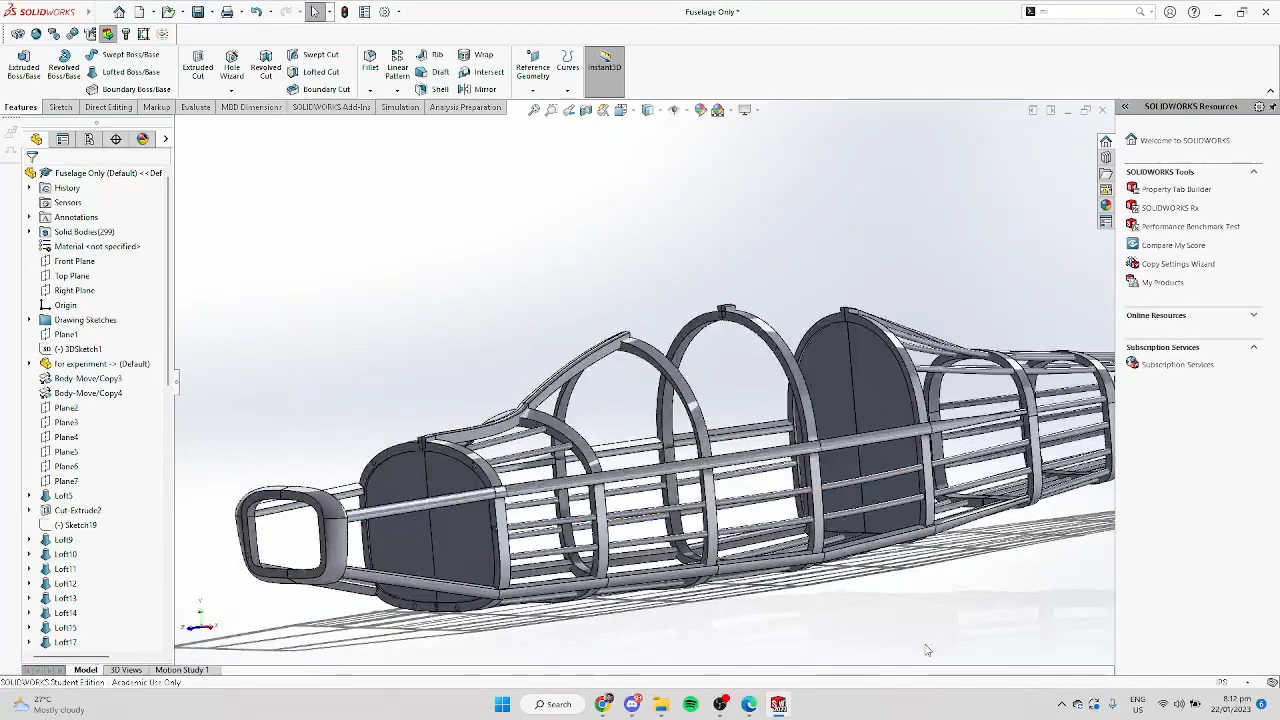 SOLIDWORKS
Fuselage Only *
Extruded Boss/Base
Revolved Boss/Base
Swept Boss/Base
Lofted Boss/Base
Boundary Boss/Base
Extruded Cut
Hole Wizard
Revolved Cut
Swept Cut
Lofted Cut
Boundary Cut
Fillet
Linear Pattern
Rib
Draft
Shell
Wrap
Intersect
Mirror
Reference Geometry
Curves
Instant3D
Features
Sketch
Direct Editing
Markup
Evaluate
MBD Dimensions
SOLIDWORKS Add-Ins
Simulation
Analysis Preparation
Fuselage Only (Default) <<Def
History
Sensors
Annotations
Solid Bodies(299)
Material <not specified>
Front Plane
Top Plane
Right Plane
Origin
Drawing Sketches
Plane1
3D (-) 3DSketch1
for experiment -> (Default)
Body-Move/Copy3
Body-Move/Copy4
Plane2
Plane3
Plane4
Plane5
Plane6
Plane7
Loft5
Cut-Extrude2
(-) Sketch19
Loft9
Loft10
Loft11
Loft12
Loft13
Loft14
Loft15
Loft17
Y
Z
X
SOLIDWORKS Resources
Welcome to SOLIDWORKS
SOLIDWORKS Tools
Property Tab Builder
SOLIDWORKS Rx
Performance Benchmark Test
Compare My Score
Copy Settings Wizard
My Products
Online Resources
Subscription Services
Subscription Services
Model
3D Views
Motion Study 1
SOLIDWORKS Student Edition - Academic Use Only
IPS
27°C
Mostly cloudy
Search
ENG
US
8:12 pm
22/01/2023